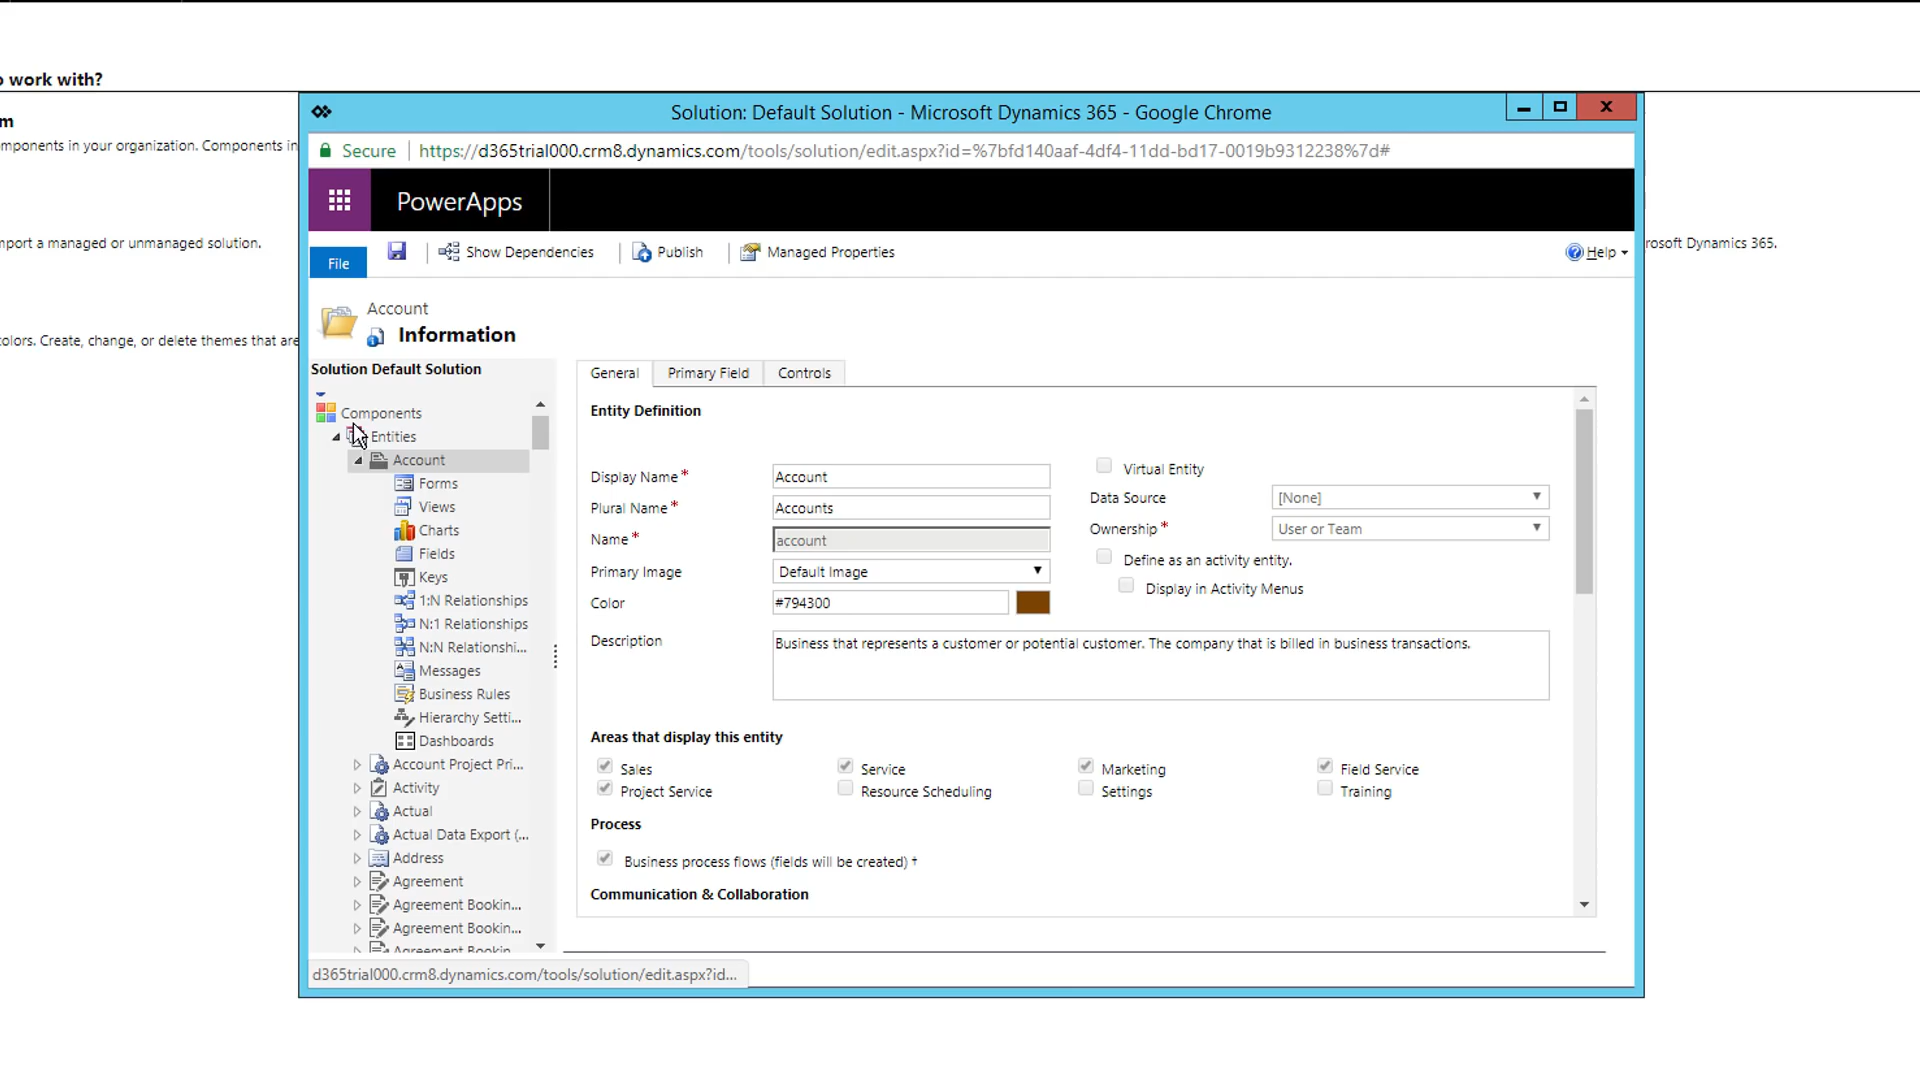 o work with?
m
mponents in your organization. Components in
mport a managed or unmanaged solution.
rosoft Dynamics 365.
olors. Create, change, or delete themes that are
Solution: Default Solution - Microsoft Dynamics 365 - Google Chrome
Secure https://d365trial000.crm8.dynamics.com/tools/solution/edit.aspx?id=%7bfd140aaf-4df4-11dd-bd17-0019b9312238%7d#
PowerApps
File
Show Dependencies
Publish
Managed Properties
Help
Account
Information
Solution Default Solution
Components
Entities
Account
Forms
Views
Charts
Fields
Keys
1:N Relationships
N:1 Relationships
N:N Relationshi...
Messages
Business Rules
Hierarchy Setti...
Dashboards
Account Project Pri...
Activity
Actual
Actual Data Export (...
Address
Agreement
Agreement Bookin...
Agreement Bookin...
Agreement Bookin
General
Primary Field
Controls
Entity Definition
Display Name* Account
Plural Name* Accounts
Name* account
Primary Image Default Image
Color #794300
Virtual Entity
Data Source [None]
Ownership* User or Team
Define as an activity entity.
Display in Activity Menus
Description Business that represents a customer or potential customer. The company that is billed in business transactions.
Areas that display this entity
Sales Service Marketing Field Service
Project Service Resource Scheduling Settings Training
Process
Business process flows (fields will be created) †
Communication & Collaboration
d365trial000.crm8.dynamics.com/tools/solution/edit.aspx?id...